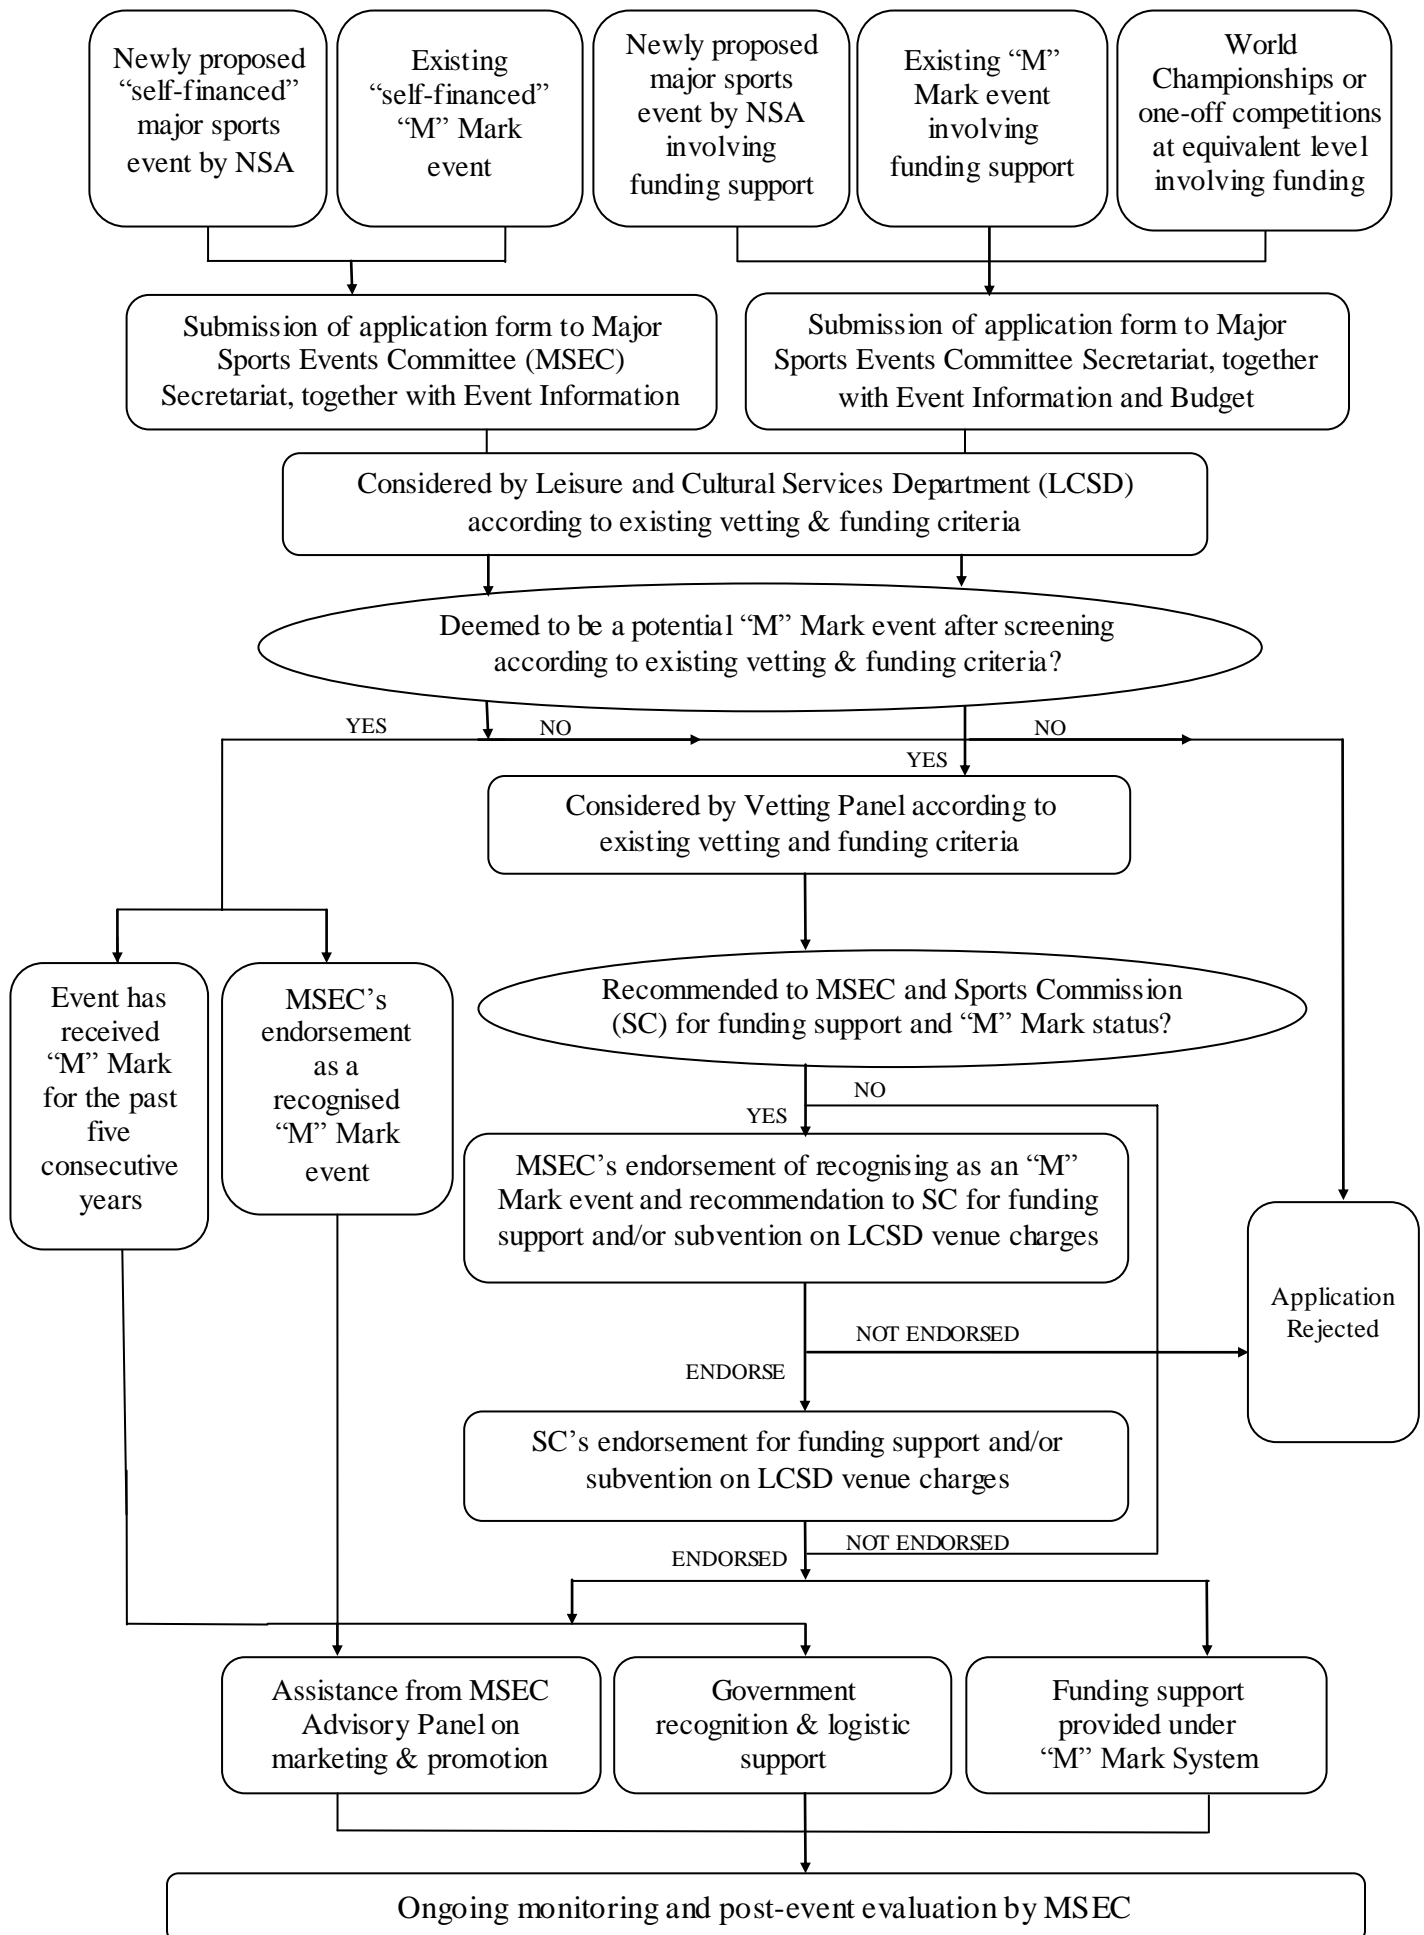 Newly proposed
“self-financed”
major sports
event by NSA
Existing
“self-financed”
“M” Mark
event
Newly proposed
major sports
event by NSA
involving
funding support
Existing “M”
Mark event
involving
funding support
World
Championships or
one-off competitions
at equivalent level
involving funding
Submission of application form to Major
Sports Events Committee (MSEC)
Secretariat, together with Event Information
Submission of application form to Major
Sports Events Committee Secretariat, together
with Event Information and Budget
Considered by Leisure and Cultural Services Department (LCSD)
according to existing vetting & funding criteria
Deemed to be a potential “M” Mark event after screening
according to existing vetting & funding criteria?
YES
NO
NO
YES
Considered by Vetting Panel according to
existing vetting and funding criteria
Event has
received
“M” Mark
for the past
five
consecutive
years
MSEC’s
endorsement
as a
recognised
“M” Mark
event
Recommended to MSEC and Sports Commission
(SC) for funding support and “M” Mark status?
NO
YES
MSEC’s endorsement of recognising as an “M”
Mark event and recommendation to SC for funding
support and/or subvention on LCSD venue charges
Application
Rejected
NOT ENDORSED
ENDORSE
SC’s endorsement for funding support and/or
subvention on LCSD venue charges
NOT ENDORSED
ENDORSED
Assistance from MSEC
Advisory Panel on
marketing & promotion
Government
recognition & logistic
support
Funding support
provided under
“M” Mark System
Ongoing monitoring and post-event evaluation by MSEC